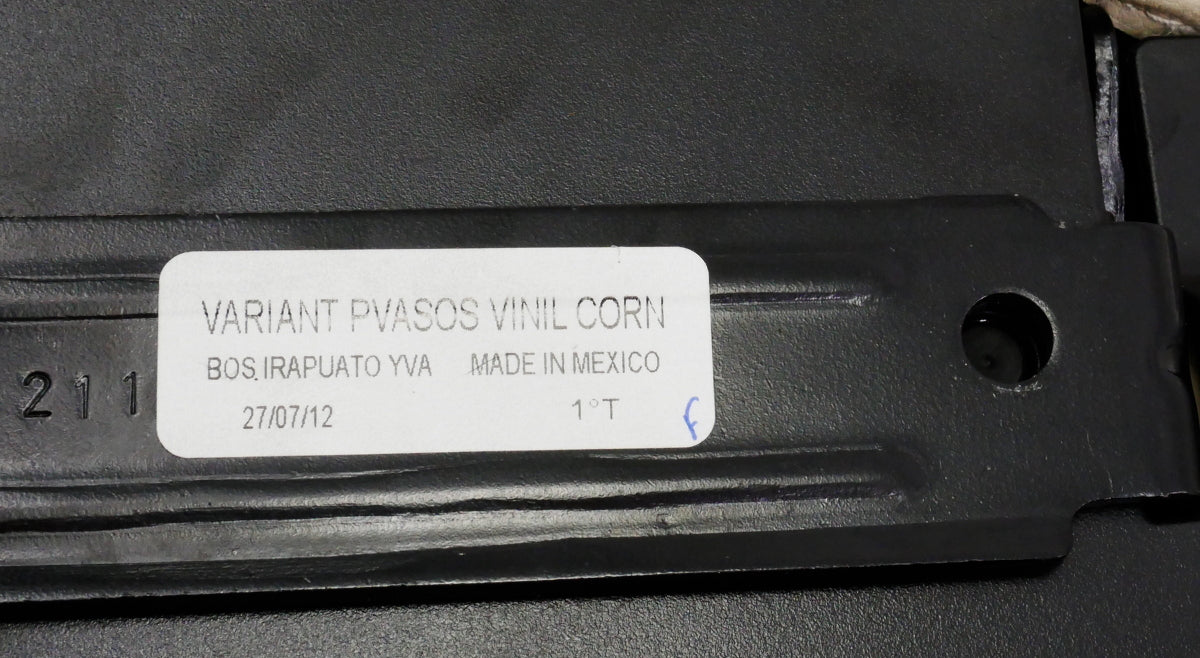 VARIANT PVASOS VINIL CORN
BOS.IRAPUATO YVA MADE IN MEXICO
211
27/07/12 1°T
F